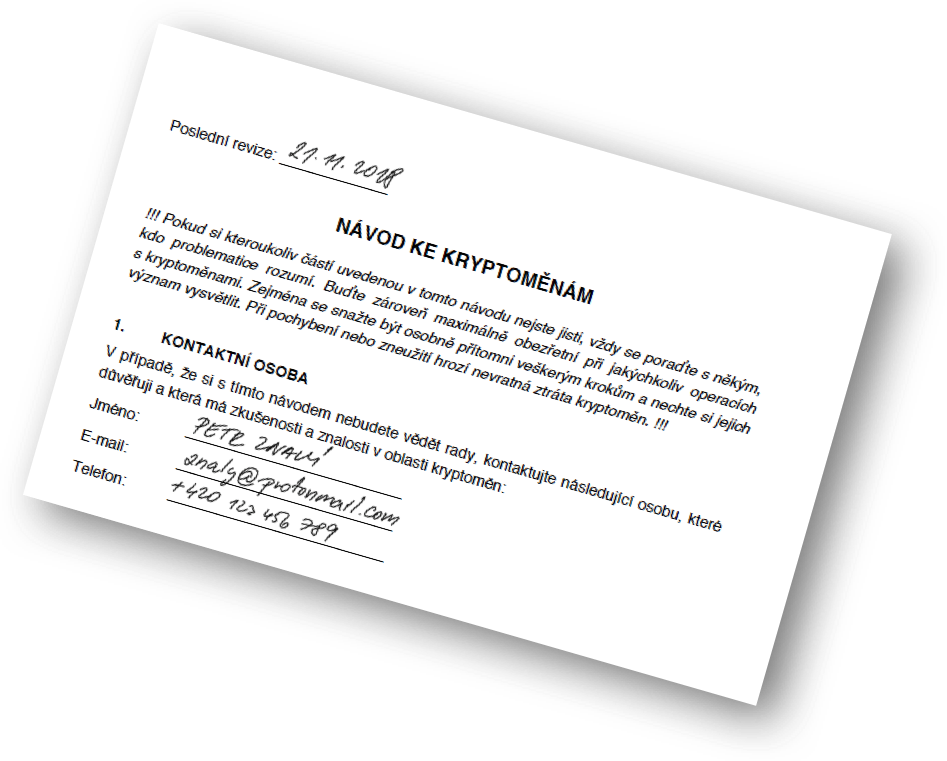 Poslední revize: 21. 11. 2018
NÁVOD KE KRYPTOMĚNÁM
!!! Pokud si kteroukoliv částí uvedenou v tomto návodu nejste jisti, vždy se poraďte s někým,
kdo problematice rozumí. Buďte zároveň maximálně obezřetní při jakýchkoliv operacích
s kryptoměnami. Zejména se snažte být osobně přítomni veškerým krokům a nechte si jejich
význam vysvětlit. Při pochybení nebo zneužití hrozí nevratná ztráta kryptoměn. !!!
1. KONTAKTNÍ OSOBA
V případě, že si s tímto návodem nebudete vědět rady, kontaktujte následující osobu, které
důvěřuji a která má zkušenosti a znalosti v oblasti kryptoměn:
Jméno: PETR ZNALÝ
E-mail: znaly@protonmail.com
Telefon: +420 123 456 789